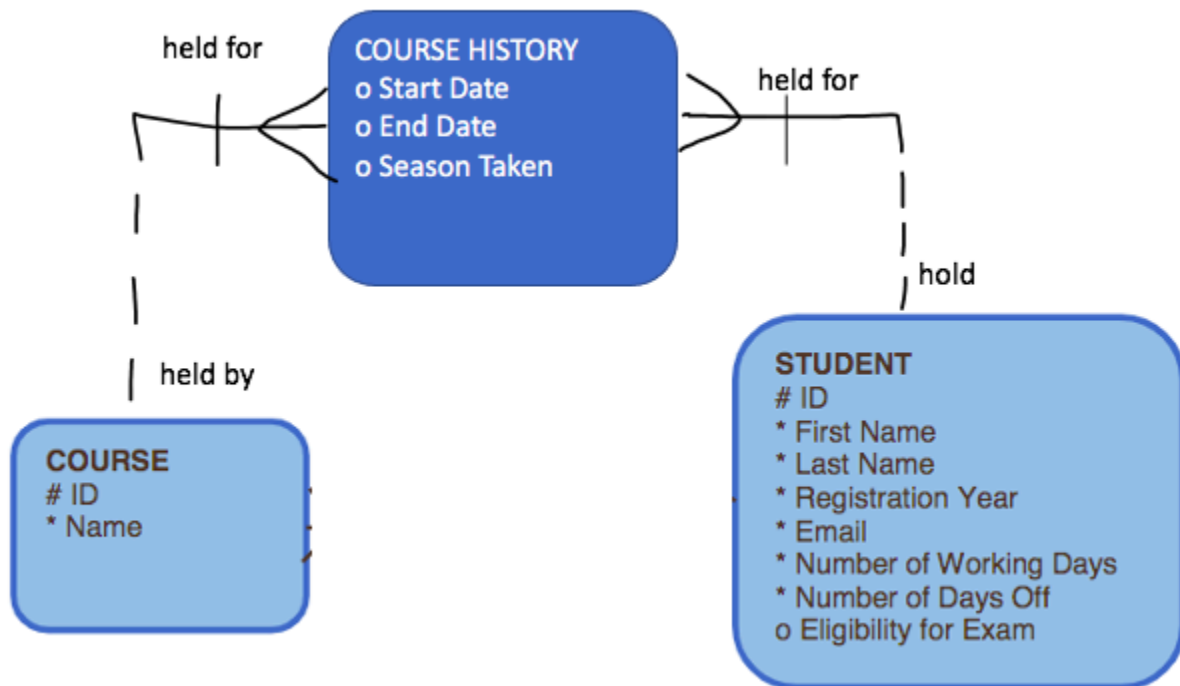 held for
COURSE HISTORY
o Start Date
o End Date
o Season Taken
held for
hold
held by
COURSE
# ID
* Name
STUDENT
# ID
* First Name
* Last Name
* Registration Year
* Email
* Number of Working Days
* Number of Days Off
o Eligibility for Exam